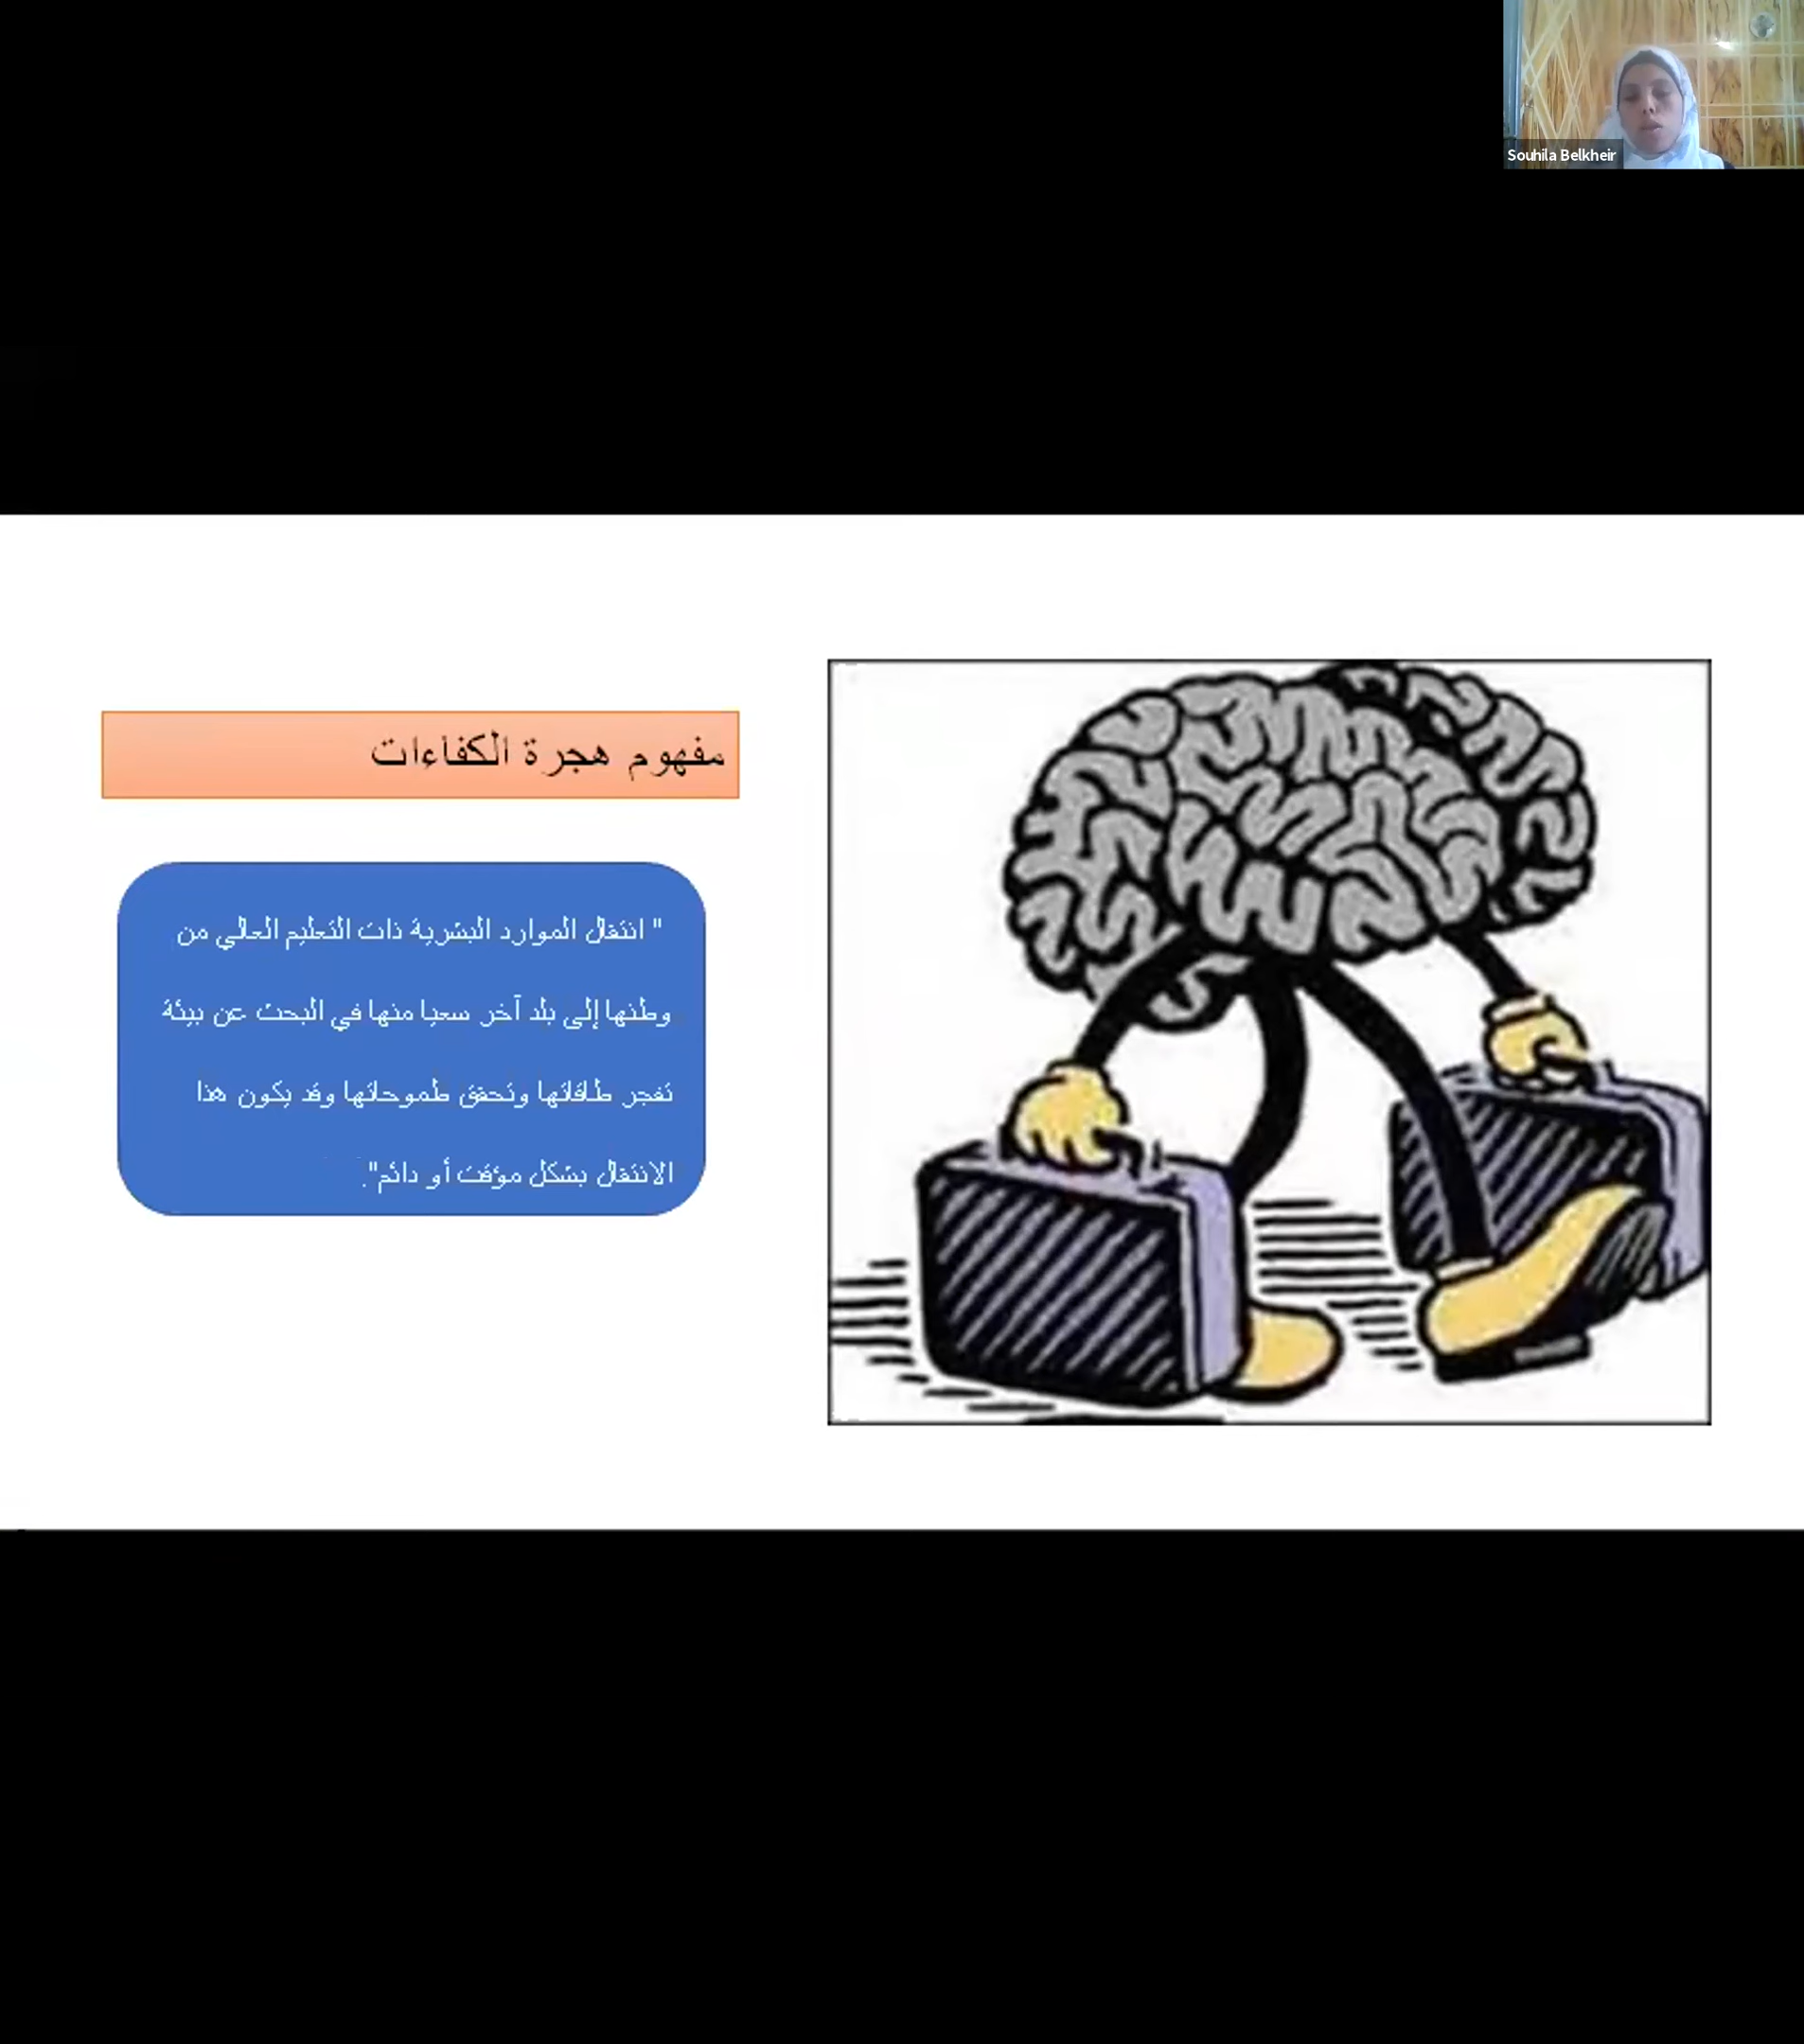 Souhila Belkheir
مفهوم هجرة الكفاءات
" انتقال الموارد البشرية ذات التعليم العالي من
وطنها إلى بلد آخر سعيا منها في البحث عن بيئة
تفجر طاقاتها وتحقق طموحاتها وقد يكون هذا
الانتقال بشكل مؤقت أو دائم".